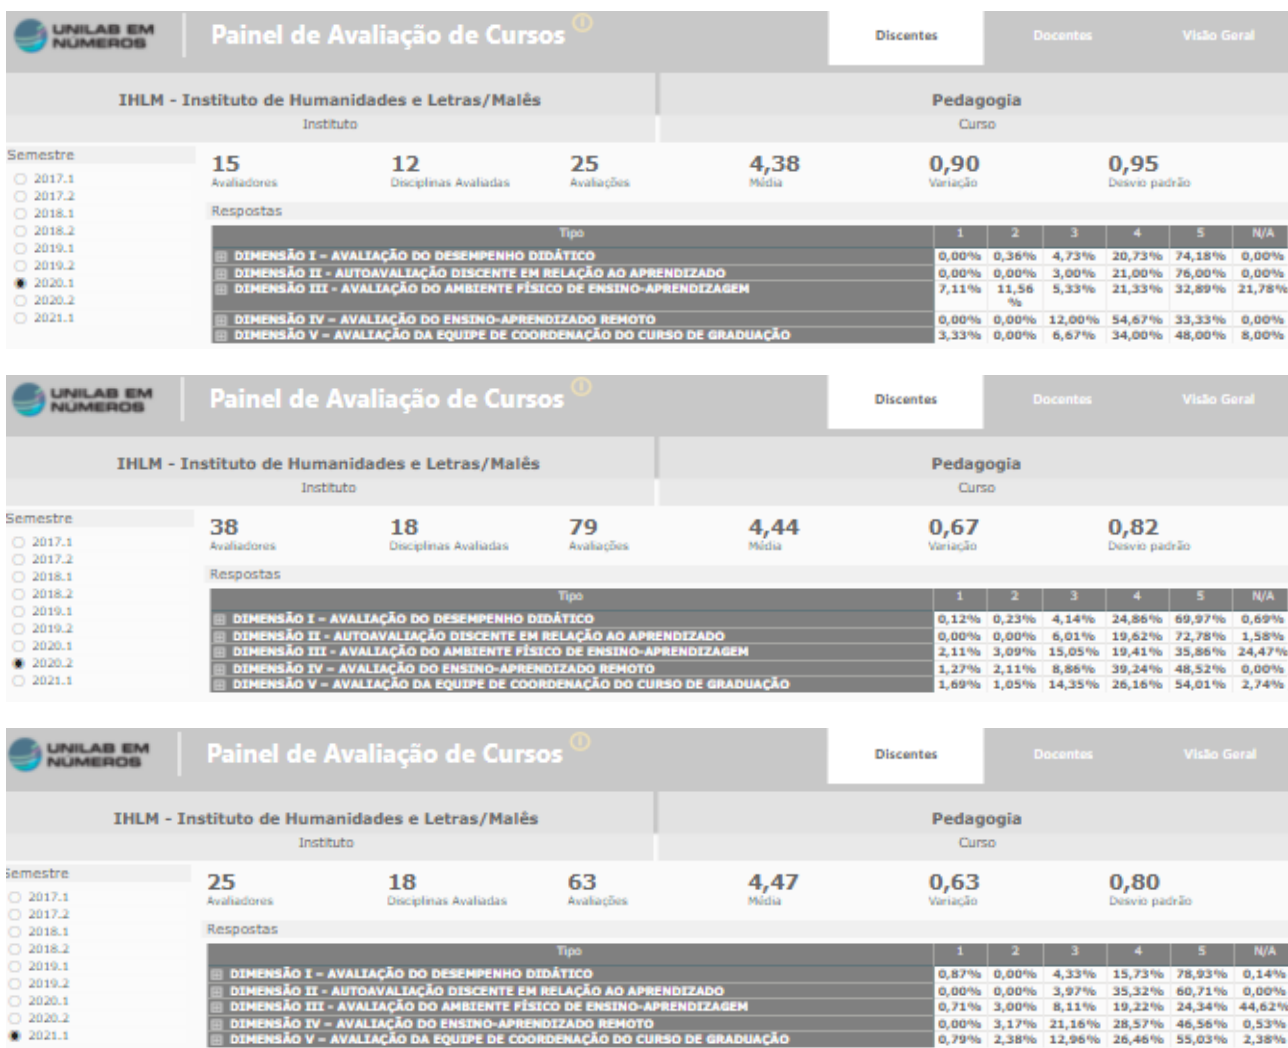 UNILAB EM
NÚMEROS
Painel de Avaliação de Cursos
Discentes
Docentes
Visão Geral
IHLM - Instituto de Humanidades e Letras/Malês
Instituto
Pedagogia
Curso
Semestre
2017.1
2017.2
2018.1
2018.2
2019.1
2019.2
2020.1
2020.2
2021.1
15 12 25 4,38 0,90 0,95
Avaliadores Disciplinas Avaliadas Avaliações Média Variação Desvio padrão
Respostas
Tipo 1 2 3 4 5 N/A
DIMENSÃO I – AVALIAÇÃO DO DESEMPENHO DIDÁTICO 0,00% 0,36% 4,73% 20,73% 74,18% 0,00%
DIMENSÃO II - AUTOAVALIAÇÃO DISCENTE EM RELAÇÃO AO APRENDIZADO 0,00% 0,00% 3,00% 21,00% 76,00% 0,00%
DIMENSÃO III - AVALIAÇÃO DO AMBIENTE FÍSICO DE ENSINO-APRENDIZAGEM 7,11% 11,56% 5,33% 21,33% 32,89% 21,78%
DIMENSÃO IV – AVALIAÇÃO DO ENSINO-APRENDIZADO REMOTO 0,00% 0,00% 12,00% 54,67% 33,33% 0,00%
DIMENSÃO V – AVALIAÇÃO DA EQUIPE DE COORDENAÇÃO DO CURSO DE GRADUAÇÃO 3,33% 0,00% 6,67% 34,00% 48,00% 8,00%
UNILAB EM
NÚMEROS
Painel de Avaliação de Cursos
Discentes
Docentes
Visão Geral
IHLM - Instituto de Humanidades e Letras/Malês
Instituto
Pedagogia
Curso
Semestre
2017.1
2017.2
2018.1
2018.2
2019.1
2019.2
2020.1
2020.2
2021.1
38 18 79 4,44 0,67 0,82
Avaliadores Disciplinas Avaliadas Avaliações Média Variação Desvio padrão
Respostas
Tipo 1 2 3 4 5 N/A
DIMENSÃO I – AVALIAÇÃO DO DESEMPENHO DIDÁTICO 0,12% 0,23% 4,14% 24,86% 69,97% 0,69%
DIMENSÃO II - AUTOAVALIAÇÃO DISCENTE EM RELAÇÃO AO APRENDIZADO 0,00% 0,00% 6,01% 19,62% 72,78% 1,58%
DIMENSÃO III - AVALIAÇÃO DO AMBIENTE FÍSICO DE ENSINO-APRENDIZAGEM 2,11% 3,09% 15,05% 19,41% 35,86% 24,47%
DIMENSÃO IV – AVALIAÇÃO DO ENSINO-APRENDIZADO REMOTO 1,27% 2,11% 8,86% 39,24% 48,52% 0,00%
DIMENSÃO V – AVALIAÇÃO DA EQUIPE DE COORDENAÇÃO DO CURSO DE GRADUAÇÃO 1,69% 1,05% 14,35% 26,16% 54,01% 2,74%
UNILAB EM
NÚMEROS
Painel de Avaliação de Cursos
Discentes
Docentes
Visão Geral
IHLM - Instituto de Humanidades e Letras/Malês
Instituto
Pedagogia
Curso
Semestre
2017.1
2017.2
2018.1
2018.2
2019.1
2019.2
2020.1
2020.2
2021.1
25 18 63 4,47 0,63 0,80
Avaliadores Disciplinas Avaliadas Avaliações Média Variação Desvio padrão
Respostas
Tipo 1 2 3 4 5 N/A
DIMENSÃO I – AVALIAÇÃO DO DESEMPENHO DIDÁTICO 0,87% 0,00% 4,33% 15,73% 78,93% 0,14%
DIMENSÃO II - AUTOAVALIAÇÃO DISCENTE EM RELAÇÃO AO APRENDIZADO 0,00% 0,00% 3,97% 35,32% 60,71% 0,00%
DIMENSÃO III - AVALIAÇÃO DO AMBIENTE FÍSICO DE ENSINO-APRENDIZAGEM 0,71% 3,00% 8,11% 19,22% 24,34% 44,62%
DIMENSÃO IV – AVALIAÇÃO DO ENSINO-APRENDIZADO REMOTO 0,00% 3,17% 21,16% 28,57% 46,56% 0,53%
DIMENSÃO V – AVALIAÇÃO DA EQUIPE DE COORDENAÇÃO DO CURSO DE GRADUAÇÃO 0,79% 2,38% 12,96% 26,46% 55,03% 2,38%